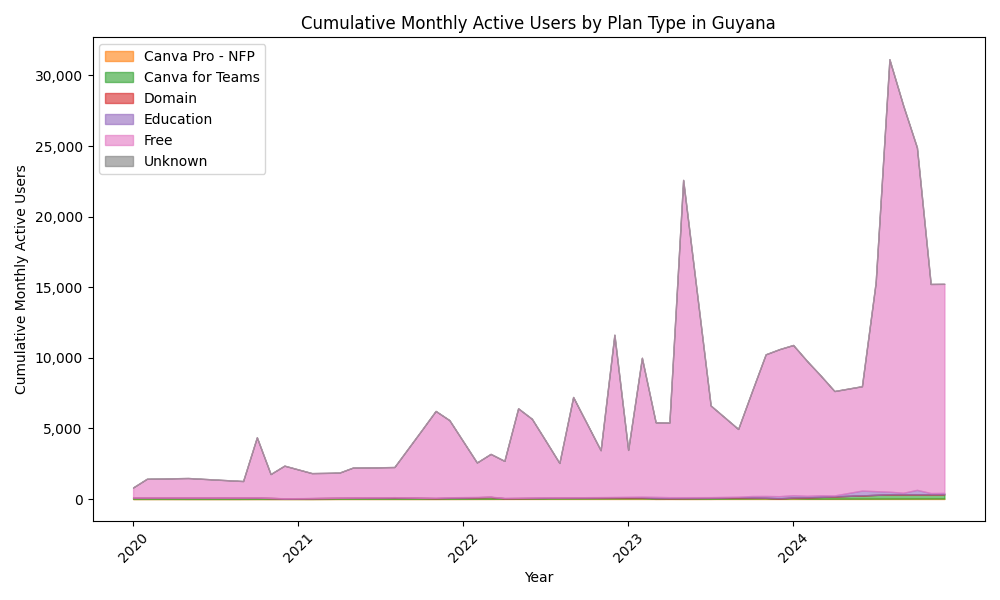 Cumulative Monthly Active Users by Plan Type in Guyana
Canva Pro - NFP
Canva for Teams
Domain
Education
Free
Unknown
Cumulative Monthly Active Users
30,000
25,000
20,000
15,000
10,000
5,000
0
2020
2021
2022
2023
2024
Year